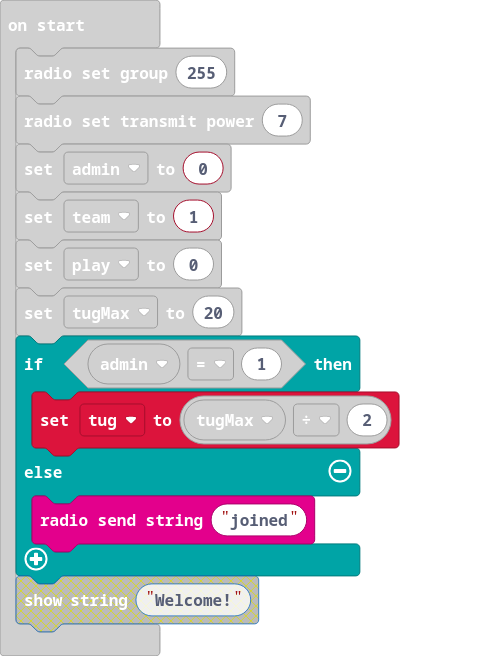 on start
radio set group 255
radio set transmit power 7
set admin to 0
set team to 1
set play to 0
set tugMax to 20
if admin = 1 then
set tug to tugMax ÷ 2
else
radio send string "joined"
show string "Welcome!"